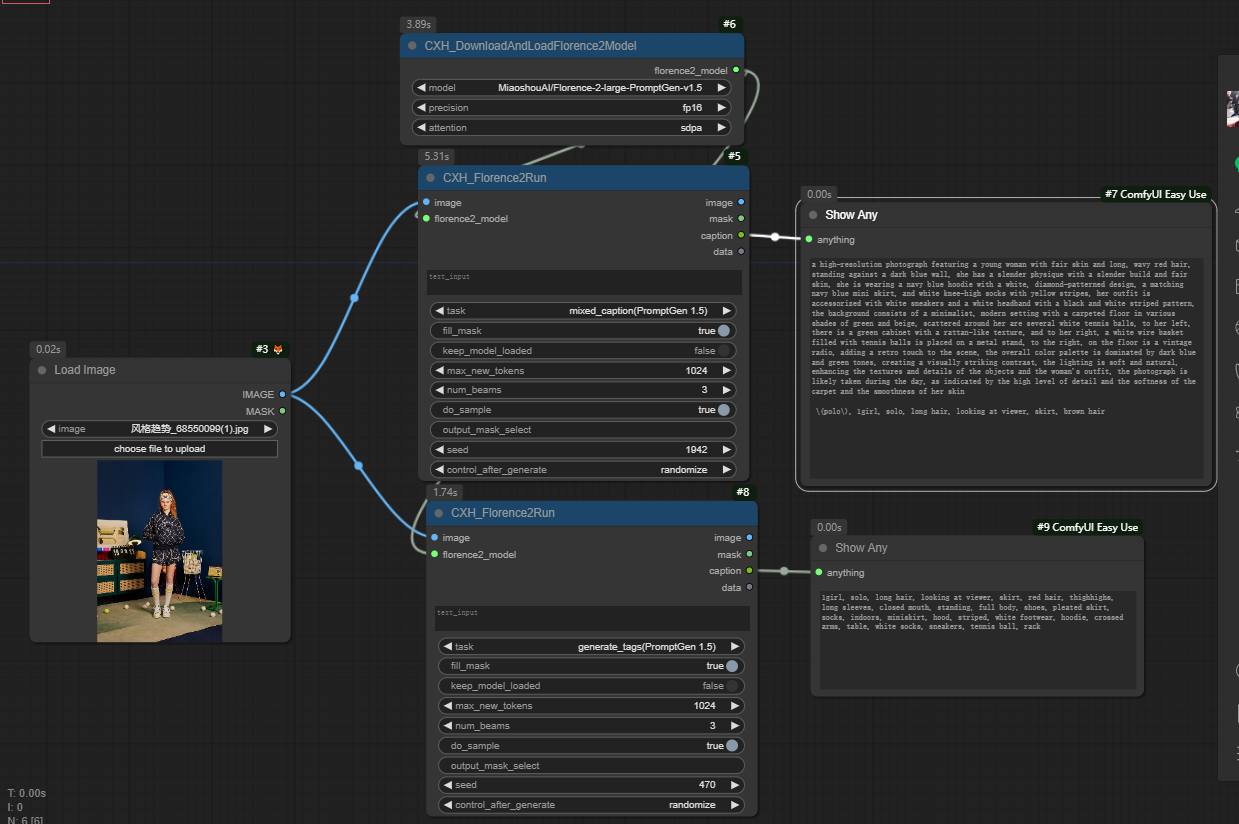 3.89s
#6
CXH_DownloadAndLoadFlorence2Model
florence2_model
model MiaoshouAI/Florence-2-large-PromptGen-v1.5
precision fp16
attention sdpa
5.31s
#5
CXH_Florence2Run
image image
florence2_model mask
caption
data
text_input
task mixed_caption(PromptGen 1.5)
fill_mask true
keep_model_loaded false
max_new_tokens 1024
num_beams 3
do_sample true
output_mask_select
seed 1942
control_after_generate randomize
0.00s
#7 ComfyUI Easy Use
Show Any
anything
a high-resolution photograph featuring a young woman with fair skin and long, wavy red hair,
standing against a dark blue wall, she has a slender physique with a slender build and fair
skin, she is wearing a navy blue hoodie with a white, diamond-patterned design, a matching
navy blue mini skirt, and white knee-high socks with yellow stripes, her outfit is
accessorized with white sneakers and a white headband with a black and white striped pattern,
the background consists of a minimalist, modern setting with a carpeted floor in various
shades of green and beige, scattered around her are several white tennis balls, to her left,
there is a green cabinet with a rattan-like texture, and to her right, a white wire basket
filled with tennis balls is placed on a metal stand, to the right, on the floor is a vintage
radio, adding a retro touch to the scene, the overall color palette is dominated by dark blue
and green tones, creating a visually striking contrast, the lighting is soft and natural,
enhancing the textures and details of the objects and the woman's outfit, the photograph is
likely taken during the day, as indicated by the high level of detail and the softness of the
carpet and the smoothness of her skin
\(polo\), 1girl, solo, long hair, looking at viewer, skirt, brown hair
0.02s
#3
Load Image
IMAGE
MASK
image 风格趋势_68550099(1).jpg
choose file to upload
1.74s
#8
CXH_Florence2Run
image image
florence2_model mask
caption
data
text_input
task generate_tags(PromptGen 1.5)
fill_mask true
keep_model_loaded false
max_new_tokens 1024
num_beams 3
do_sample true
output_mask_select
seed 470
control_after_generate randomize
0.00s
#9 ComfyUI Easy Use
Show Any
anything
1girl, solo, long hair, looking at viewer, skirt, red hair, thighhighs,
long sleeves, closed mouth, standing, full body, shoes, pleated skirt,
socks, indoors, miniskirt, hood, striped, white footwear, hoodie, crossed
arms, table, white socks, sneakers, tennis ball, rack
T: 0.00s
I: 0
N: 6 [6]